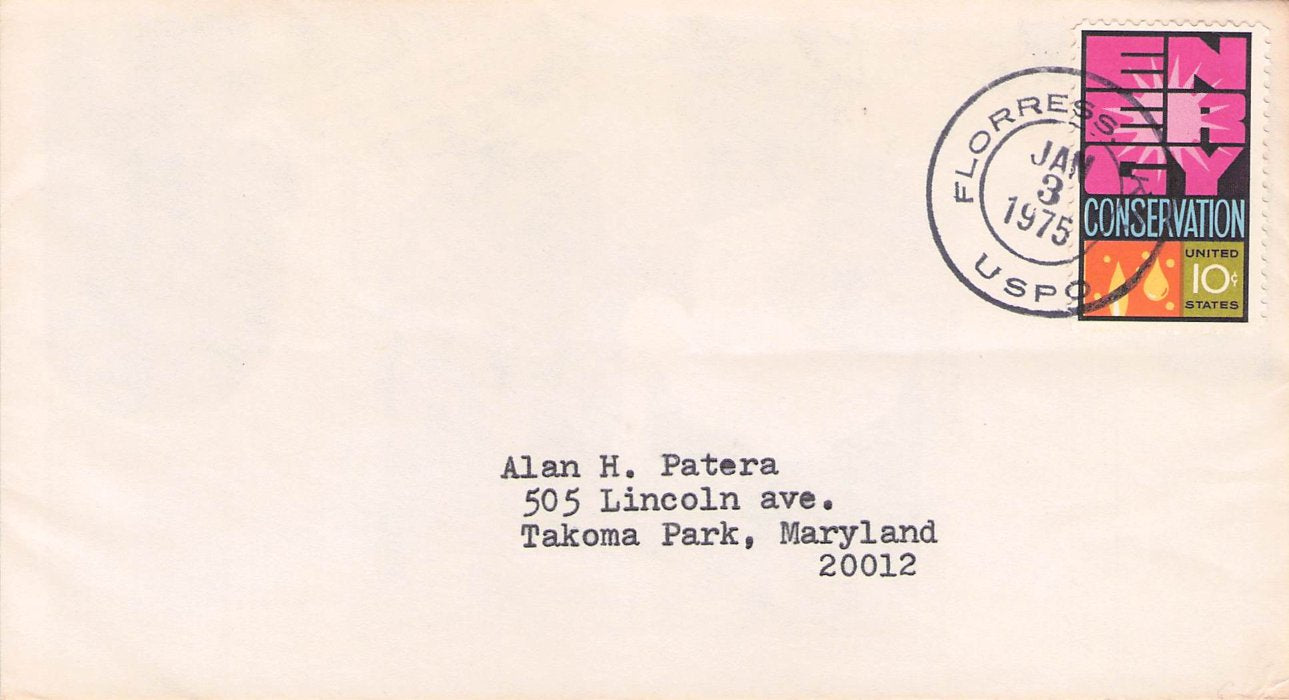 FLORRESS, K
JAN
3
1975
USPO
ENERGY
CONSERVATION
UNITED
10¢
STATES
Alan H. Patera
505 Lincoln ave.
Takoma Park, Maryland
20012